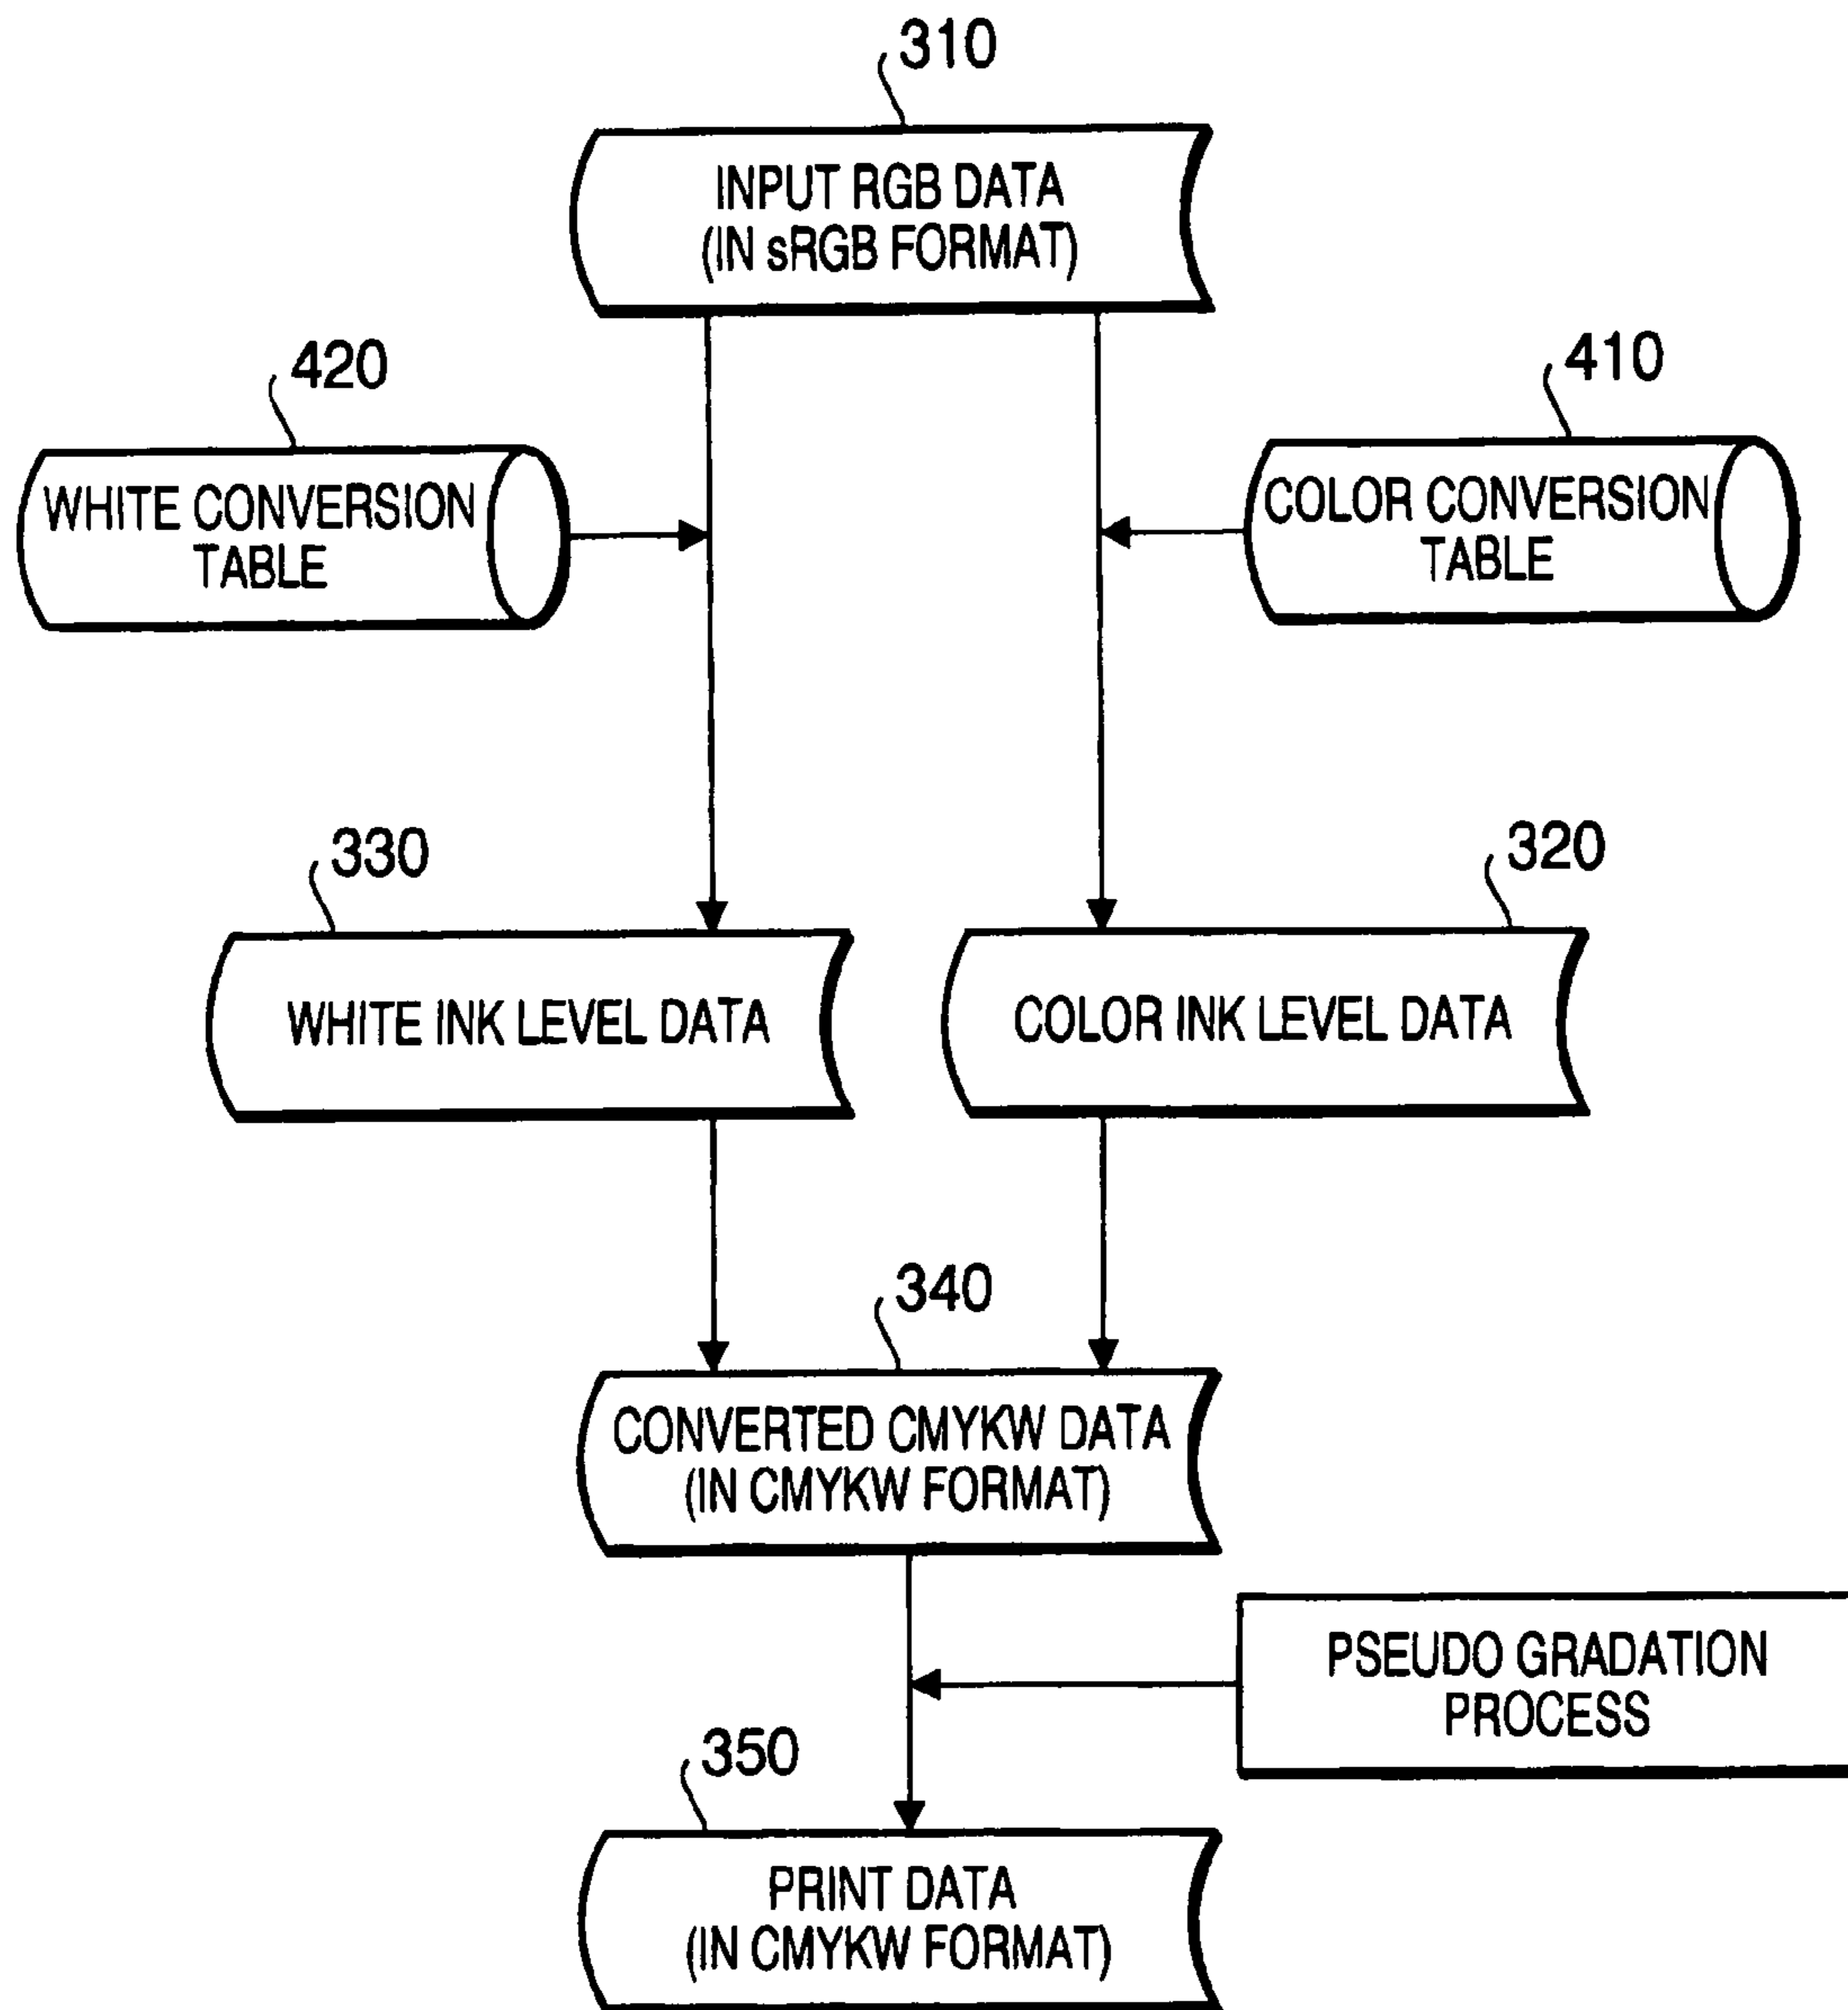 310
INPUT RGB DATA
(IN sRGB FORMAT)
420
410
WHITE CONVERSION
TABLE
COLOR CONVERSION
TABLE
330
320
WHITE INK LEVEL DATA
COLOR INK LEVEL DATA
340
CONVERTED CMYKW DATA
(IN CMYKW FORMAT)
PSEUDO GRADATION
PROCESS
350
PRINT DATA
(IN CMYKW FORMAT)